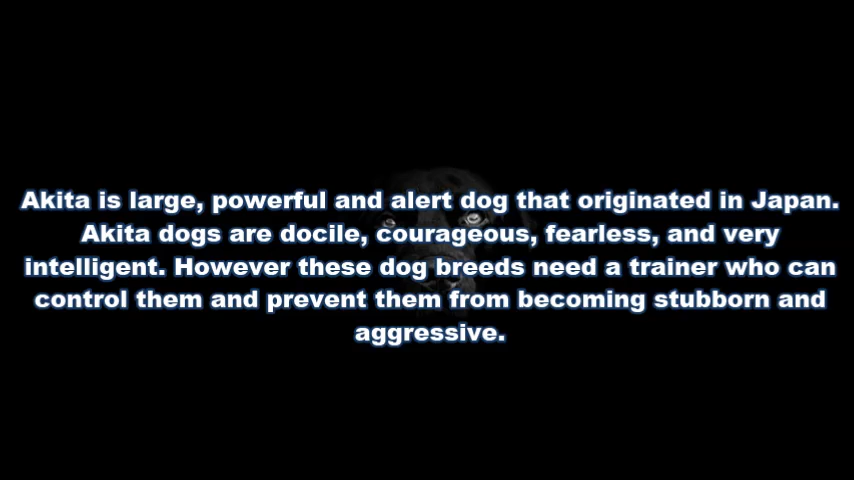 Akita is large, powerful and alert dog that originated in Japan.
Akita dogs are docile, courageous, fearless, and very
intelligent. However these dog breeds need a trainer who can
control them and prevent them from becoming stubborn and
aggressive.